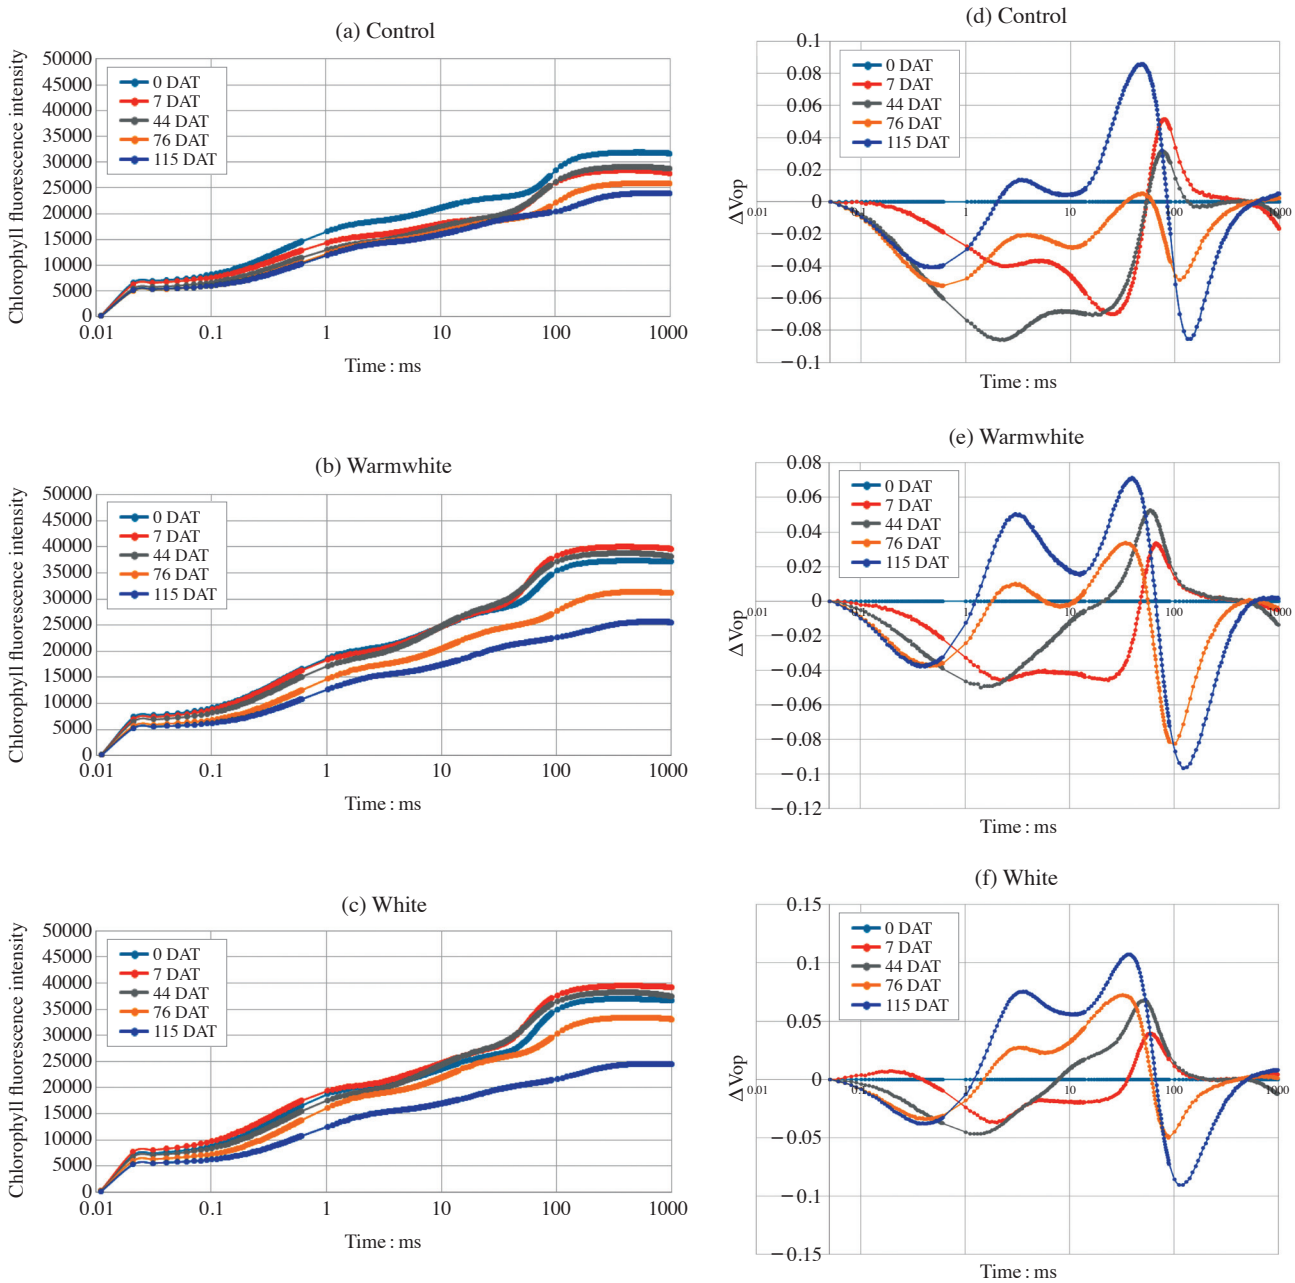 (a) Control
Chlorophyll fluorescence intensity
50000
45000
40000
35000
30000
25000
20000
15000
10000
5000
0
0 DAT
7 DAT
44 DAT
76 DAT
115 DAT
0.01 0.1 1 10 100 1000
Time : ms
(d) Control
ΔVop
0.1
0.08
0.06
0.04
0.02
0
−0.02
−0.04
−0.06
−0.08
−0.1
0 DAT
7 DAT
44 DAT
76 DAT
115 DAT
0.01 0.1 1 10 100 1000
Time : ms
(b) Warmwhite
Chlorophyll fluorescence intensity
50000
45000
40000
35000
30000
25000
20000
15000
10000
5000
0
0 DAT
7 DAT
44 DAT
76 DAT
115 DAT
0.01 0.1 1 10 100 1000
Time : ms
(e) Warmwhite
ΔVop
0.08
0.06
0.04
0.02
0
−0.02
−0.04
−0.06
−0.08
−0.1
−0.12
0 DAT
7 DAT
44 DAT
76 DAT
115 DAT
0.01 0.1 1 10 100 1000
Time : ms
(c) White
Chlorophyll fluorescence intensity
50000
45000
40000
35000
30000
25000
20000
15000
10000
5000
0
0 DAT
7 DAT
44 DAT
76 DAT
115 DAT
0.01 0.1 1 10 100 1000
Time : ms
(f) White
ΔVop
0.15
0.1
0.05
0
−0.05
−0.1
−0.15
0 DAT
7 DAT
44 DAT
76 DAT
115 DAT
0.01 0.1 1 10 100 1000
Time : ms